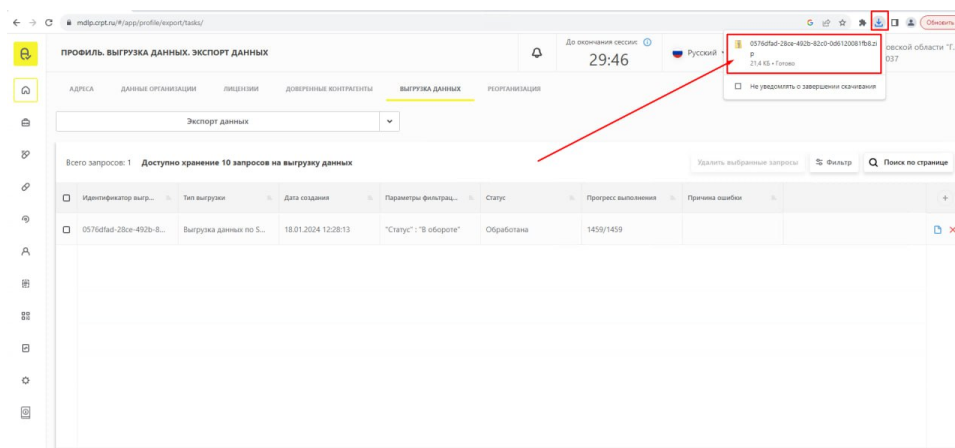 mdlp.crpt.ru/#/app/profile/export/tasks/
Обновить
ПРОФИЛЬ. ВЫГРУЗКА ДАННЫХ. ЭКСПОРТ ДАННЫХ
До окончания сессии:
29:46
Русский
0576dfad-28ce-492b-82c0-0d6120081fb8.zi
p
21,4 КБ • Готово
Не уведомлять о завершении скачивания
овской области "Г.
037
АДРЕСА ДАННЫЕ ОРГАНИЗАЦИИ ЛИЦЕНЗИИ ДОВЕРЕННЫЕ КОНТРАГЕНТЫ ВЫГРУЗКА ДАННЫХ РЕОРГАНИЗАЦИЯ
Экспорт данных
Всего запросов: 1 Доступно хранение 10 запросов на выгрузку данных
Удалить выбранные запросы Фильтр Поиск по странице
Идентификатор выгр... Тип выгрузки Дата создания Параметры фильтрац... Статус Прогресс выполнения Причина ошибки
0576dfad-28ce-492b-8... Выгрузка данных по S... 18.01.2024 12:28:13 "Статус" : "В обороте" Обработана 1459/1459